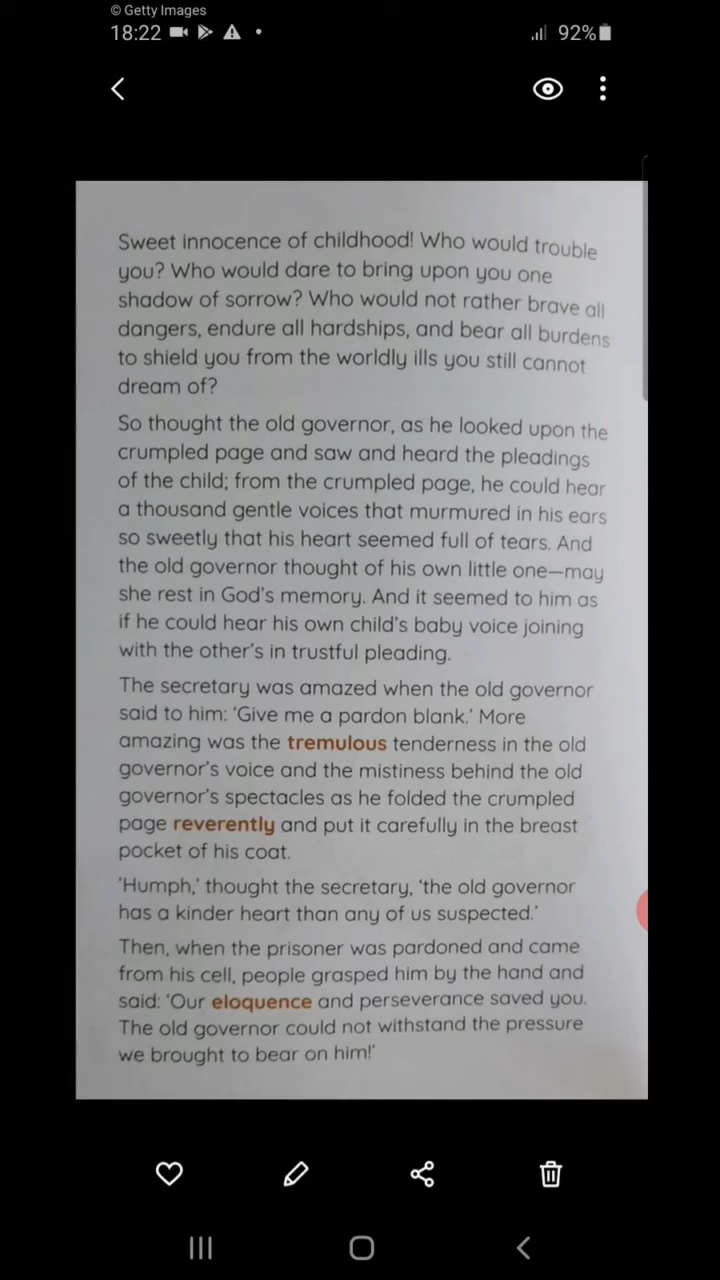 © Getty Images
18:22
92%
Sweet innocence of childhood! Who would trouble
you? Who would dare to bring upon you one
shadow of sorrow? Who would not rather brave all
dangers, endure all hardships, and bear all burdens
to shield you from the worldly ills you still cannot
dream of?
So thought the old governor, as he looked upon the
crumpled page and saw and heard the pleadings
of the child; from the crumpled page, he could hear
a thousand gentle voices that murmured in his ears
so sweetly that his heart seemed full of tears. And
the old governor thought of his own little one—may
she rest in God's memory. And it seemed to him as
if he could hear his own child's baby voice joining
with the other's in trustful pleading.
The secretary was amazed when the old governor
said to him: 'Give me a pardon blank.' More
amazing was the tremulous tenderness in the old
governor's voice and the mistiness behind the old
governor's spectacles as he folded the crumpled
page reverently and put it carefully in the breast
pocket of his coat.
'Humph,' thought the secretary, 'the old governor
has a kinder heart than any of us suspected.'
Then, when the prisoner was pardoned and came
from his cell, people grasped him by the hand and
said: 'Our eloquence and perseverance saved you.
The old governor could not withstand the pressure
we brought to bear on him!'